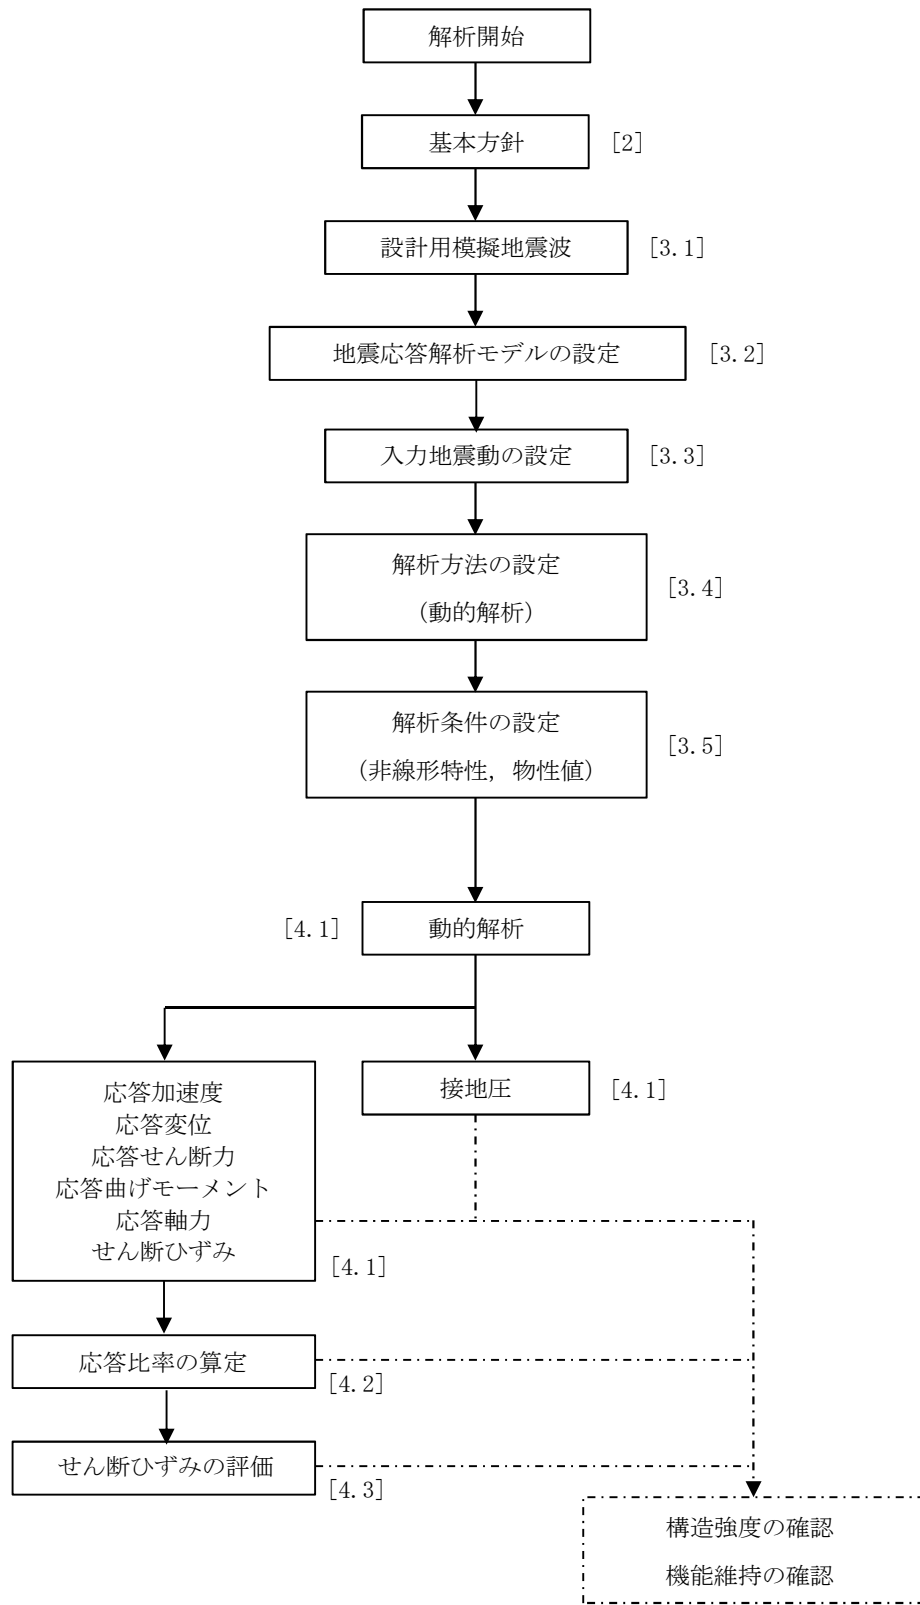 解析開始
基本方針 [2]
設計用模擬地震波 [3.1]
地震応答解析モデルの設定 [3.2]
入力地震動の設定 [3.3]
解析方法の設定
(動的解析)
[3.4]
解析条件の設定
(非線形特性，物性値)
[3.5]
[4.1] 動的解析
応答加速度
応答変位
応答せん断力
応答曲げモーメント
応答軸力
せん断ひずみ
[4.1]
接地圧 [4.1]
応答比率の算定
[4.2]
せん断ひずみの評価
[4.3]
構造強度の確認
機能維持の確認